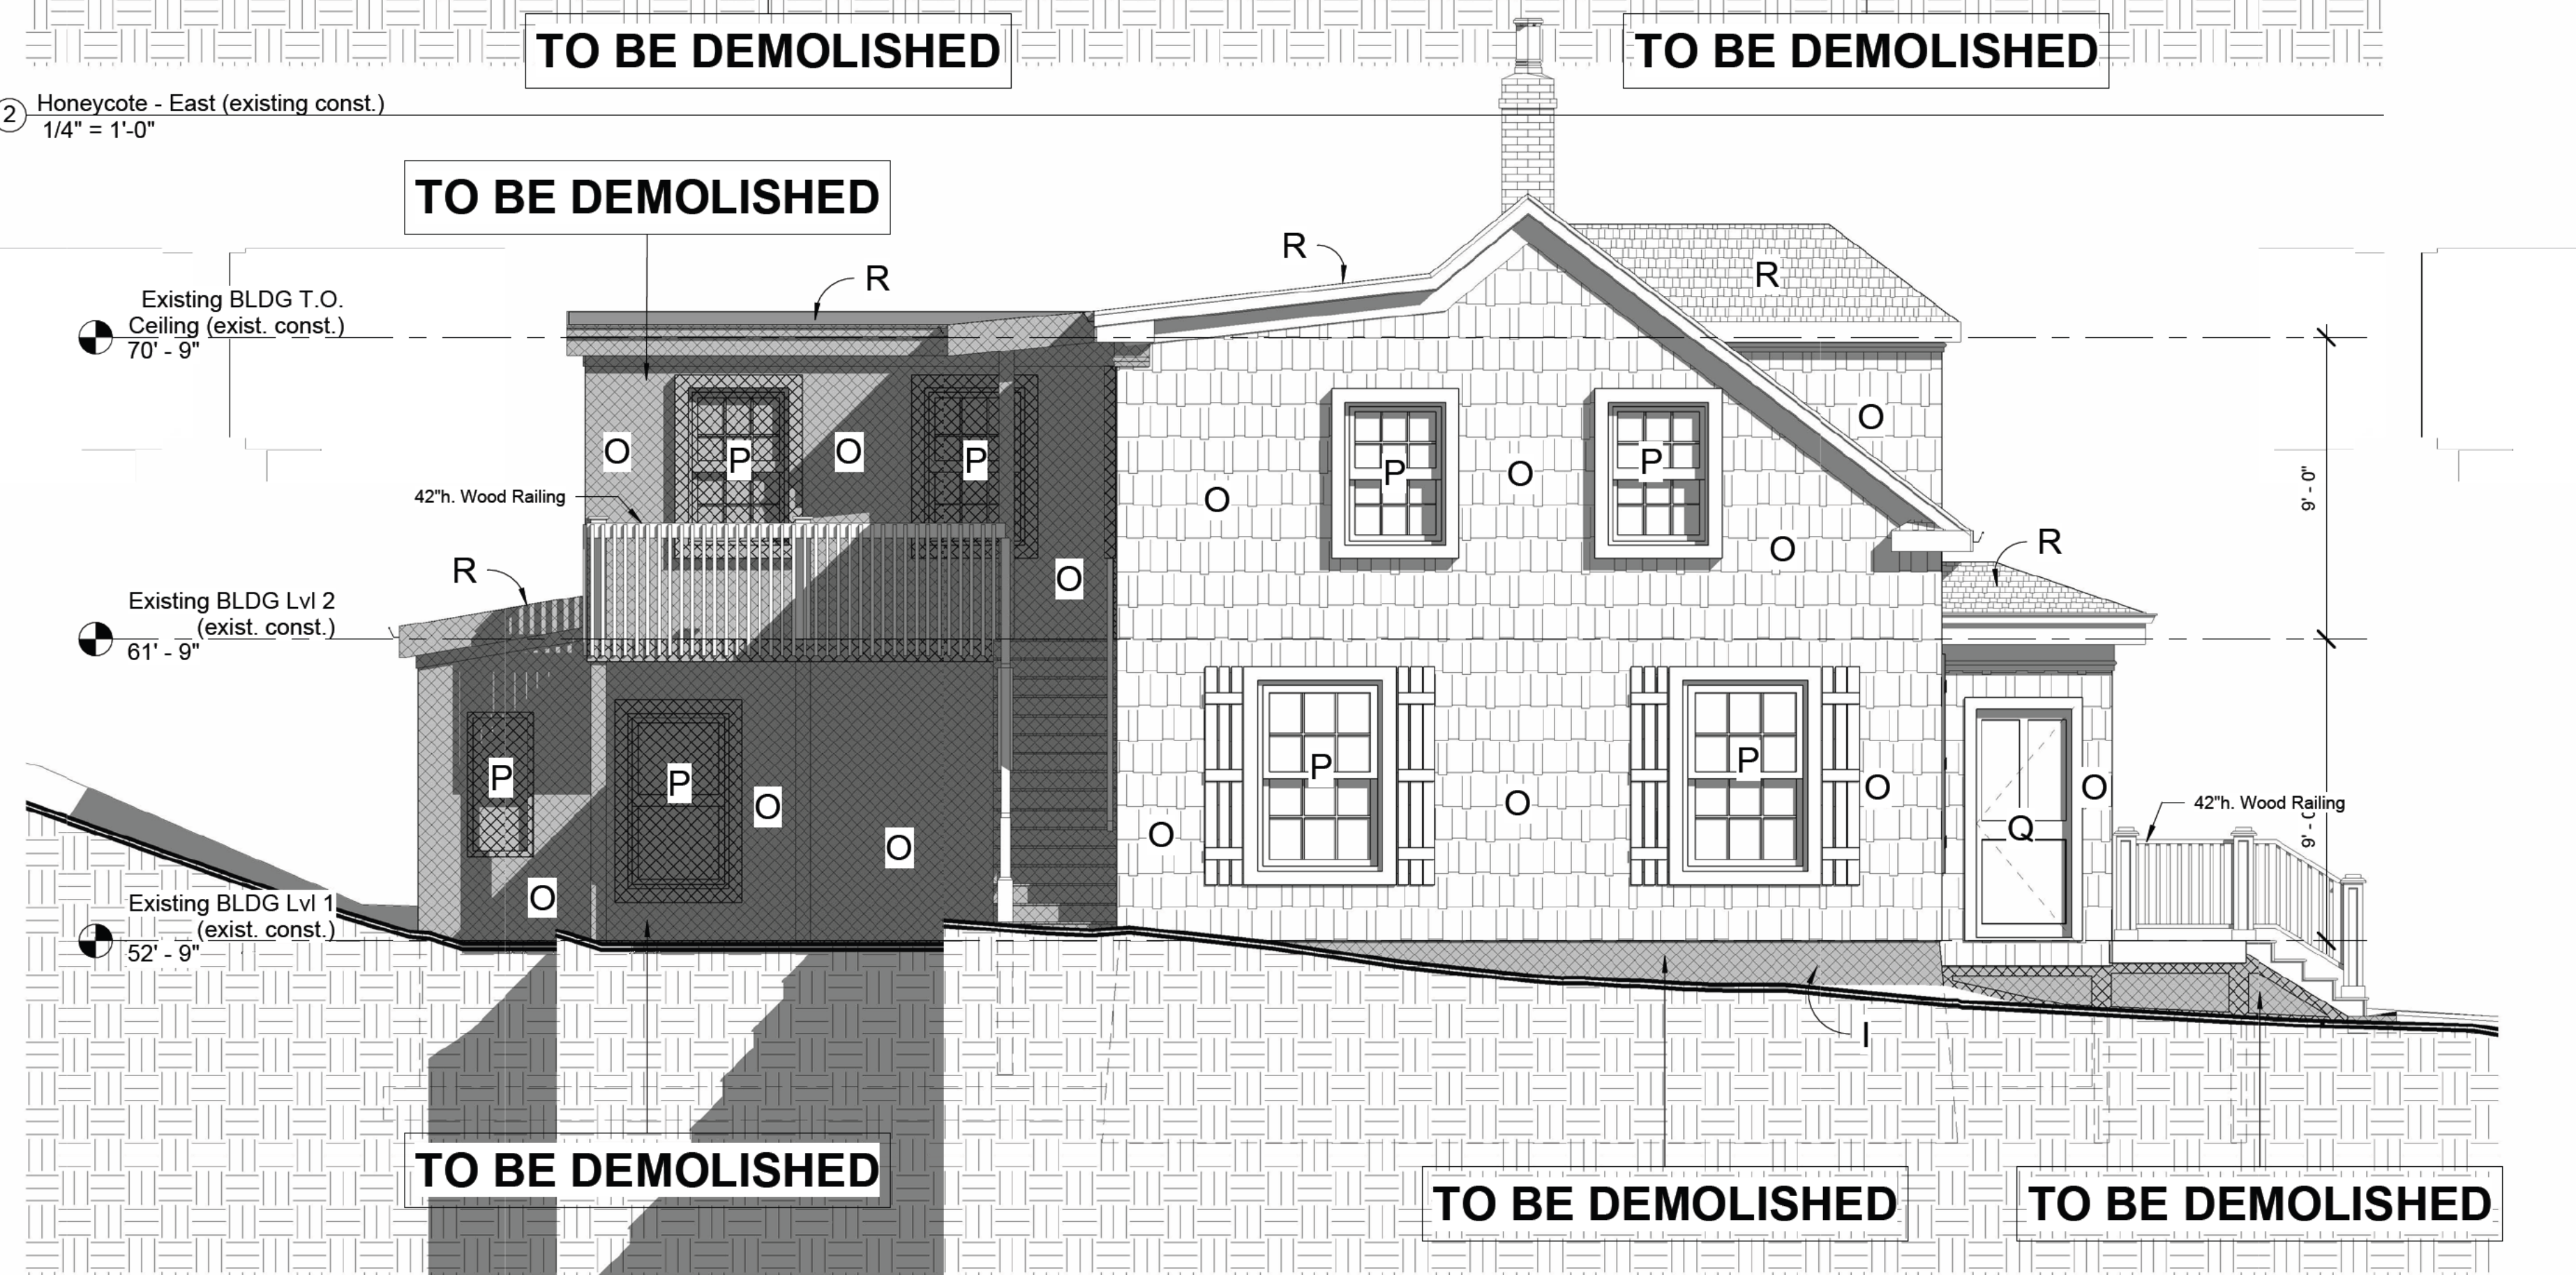 TO BE DEMOLISHED
TO BE DEMOLISHED
2
Honeycote - East (existing const.)
1/4" = 1'-0"
TO BE DEMOLISHED
R
R
R
Existing BLDG T.O.
Ceiling (exist. const.)
70' - 9"
O
P
O
P
O
P
O
P
O
O
9' - 0"
42"h. Wood Railing
R
O
R
Existing BLDG Lvl 2
(exist. const.)
61' - 9"
P
P
O
O
O
P
O
P
O
Q
O
42"h. Wood Railing
O
Existing BLDG Lvl 1
(exist. const.)
52' - 9"
I
TO BE DEMOLISHED
TO BE DEMOLISHED
TO BE DEMOLISHED